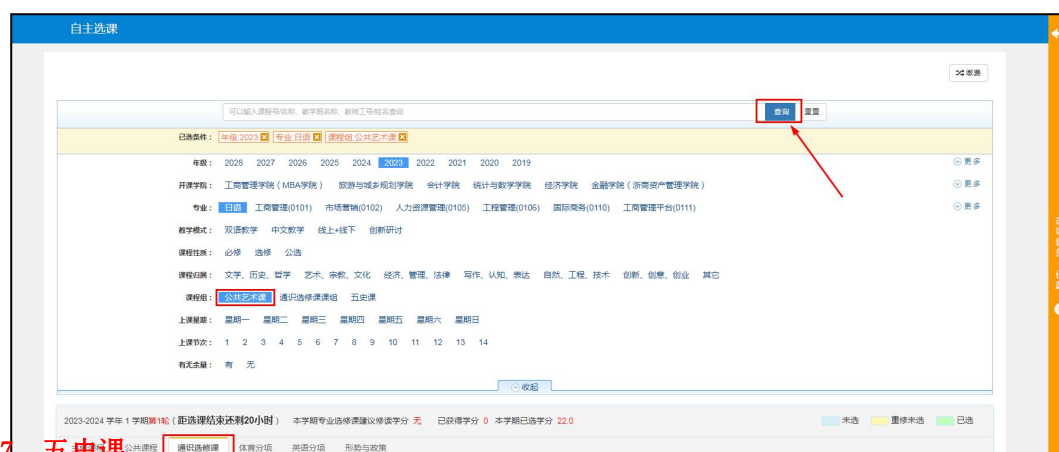 自主选课
缴费
可以输入课程号/名称、教学班名称、教师工号/姓名查询 查询 重置
已选条件： 年级:2023 专业:日语 课程组:公共艺术课
年级： 2028 2027 2026 2025 2024 2023 2022 2021 2020 2019 更多
开课学院： 工商管理学院（MBA学院） 旅游与城乡规划学院 会计学院 统计与数学学院 经济学院 金融学院（浙商资产管理学院） 更多
专业： 日语 工商管理(0101) 市场营销(0102) 人力资源管理(0105) 工程管理(0106) 国际商务(0110) 工商管理平台(0111) 更多
教学模式： 双语教学 中文教学 线上+线下 创新研讨
课程性质： 必修 选修 公选
课程归属： 文学、历史、哲学 艺术、宗教、文化 经济、管理、法律 写作、认知、表达 自然、工程、技术 创新、创意、创业 其它
课程组： 公共艺术课 通识选修课课组 五史课
上课星期： 星期一 星期二 星期三 星期四 星期五 星期六 星期日
上课节次： 1 2 3 4 5 6 7 8 9 10 11 12 13 14
有无余量： 有 无
收起
2023-2024 学年 1 学期第1轮（距选课结束还剩20小时） 本学期专业选修课建议修读学分 无 已获得学分 0 本学期已选学分 22.0 未选 重修未选 已选
公共课程 通识选修课 体育分项 英语分项 形势与政策
7 五史课